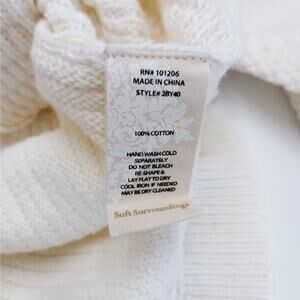 RN# 101206
MADE IN CHINA
STYLE# 2BY40
100% COTTON
HAND WASH COLD
SEPARATELY
DO NOT BLEACH
RE-SHAPE &
LAY FLAT TO DRY
COOL IRON IF NEEDED
MAY BE DRY CLEANED
Soft Surroundings